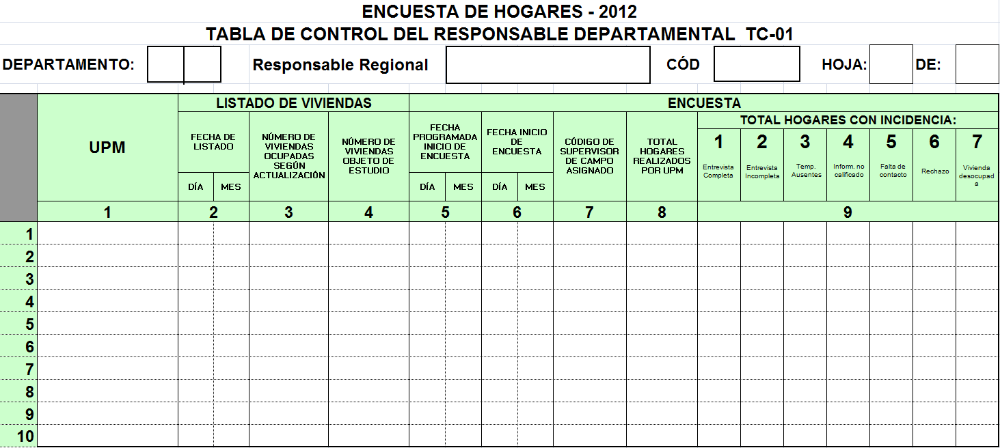 ENCUESTA DE HOGARES - 2012
TABLA DE CONTROL DEL RESPONSABLE DEPARTAMENTAL TC-01
DEPARTAMENTO: Responsable Regional CÓD HOJA: DE:
UPM
LISTADO DE VIVIENDAS
ENCUESTA
FECHA DE
LISTADO
DÍA MES
NÚMERO DE
VIVIENDAS
OCUPADAS
SEGÚN
ACTUALIZACIÓN
NÚMERO DE
VIVIENDAS
OBJETO DE
ESTUDIO
FECHA
PROGRAMADA
INICIO DE
ENCUESTA
DÍA MES
FECHA INICIO
DE
ENCUESTA
DÍA MES
CÓDIGO DE
SUPERVISOR
DE CAMPO
ASIGNADO
TOTAL
HOGARES
REALIZADOS
POR UPM
TOTAL HOGARES CON INCIDENCIA:
1
Entrevista
Completa
2
Entrevista
Incompleta
3
Temp.
Ausentes
4
Inform. no
calificado
5
Falta de
contacto
6
Rechazo
7
Vivienda
desocupad
a
1 2 3 4 5 6 7 8 9
1
2
3
4
5
6
7
8
9
10